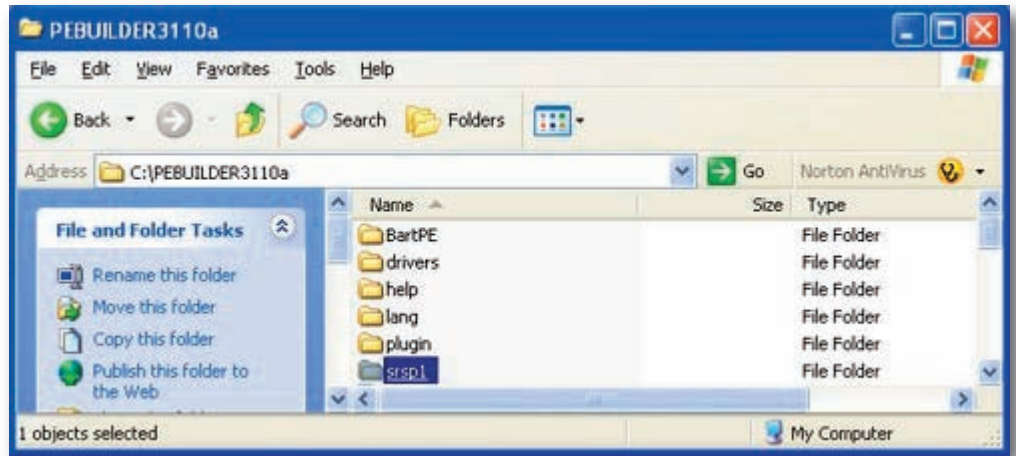 PEBUILDER3110a
File Edit View Favorites Tools Help
Back Search Folders
Address C:\PEBUILDER3110a Go Norton AntiVirus
Name Size Type
File and Folder Tasks
Rename this folder
Move this folder
Copy this folder
Publish this folder to
the Web
BartPE File Folder
drivers File Folder
help File Folder
lang File Folder
plugin File Folder
srsp1 File Folder
1 objects selected My Computer